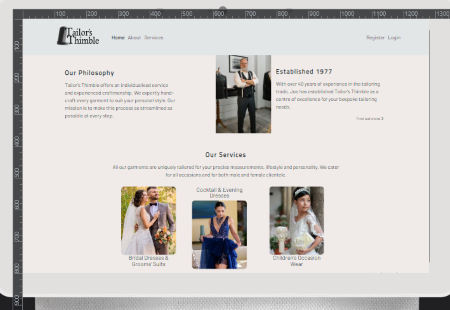 100 200 300 400 500 600 700 800 900 1000 1100 1200 1300
Tailor's
Thimble
Home About Services
Register Login
Our Philosophy
Tailor's Thimble offers an individualised service
and experienced craftmanship. We expertly hand-
craft every garment to suit your personal style. Our
mission is to make this process as streamlined as
possible at every step.
Established 1977
With over 40 years of experience in the tailoring
trade, Joe has established Tailor's Thimble as a
centre of excellence for your bespoke tailoring
needs.
Our Services
All our garments are uniquely tailored for your precise measurements, lifestyle and personality. We cater
for all occasions and for both male and female clientele.
Cocktail & Evening
Dresses
Bridal Dresses &
Grooms' Suits
Children's Occasion
Wear